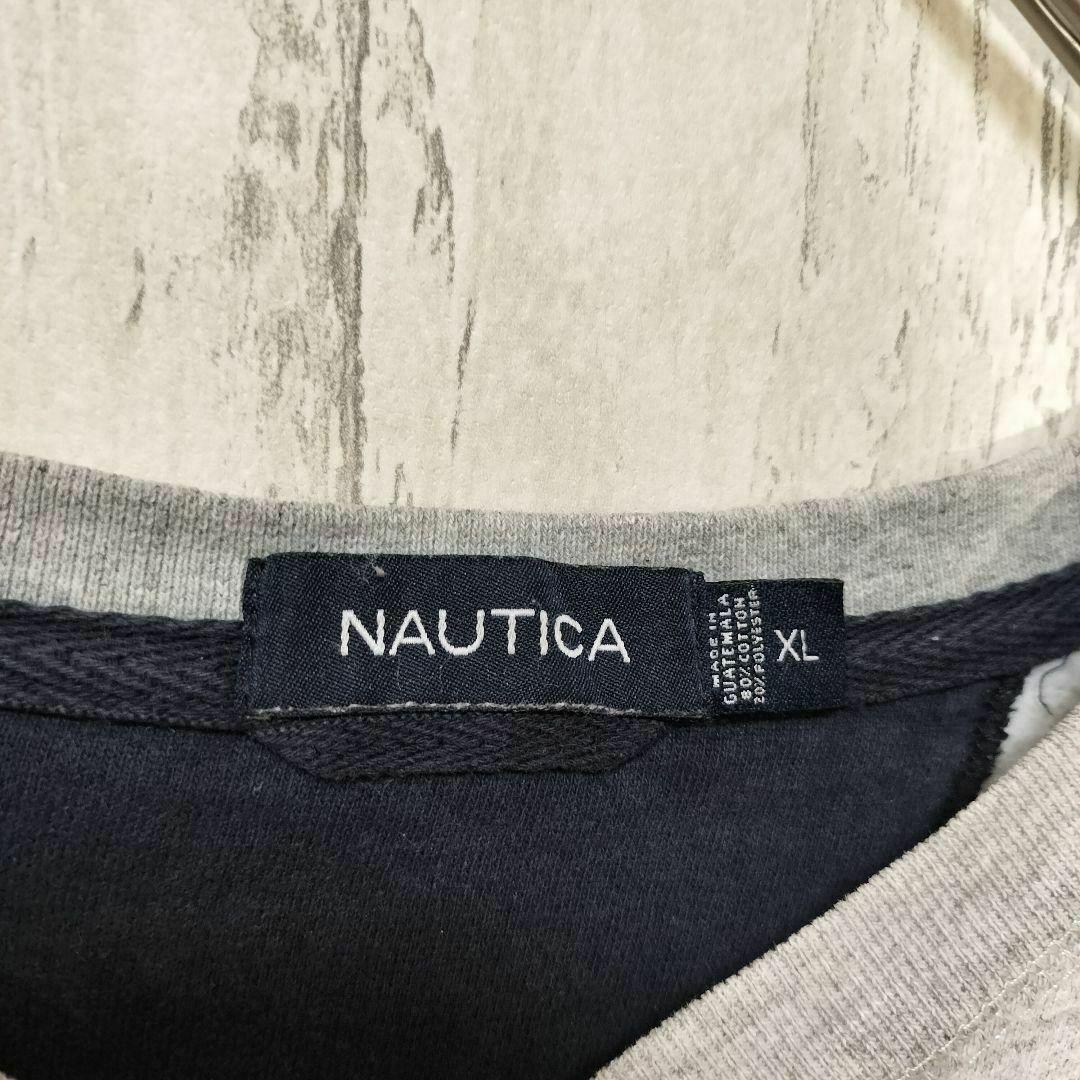 NAUTICA
XL
MADE IN
GUATEMALA
80% COTTON
20% POLYESTER